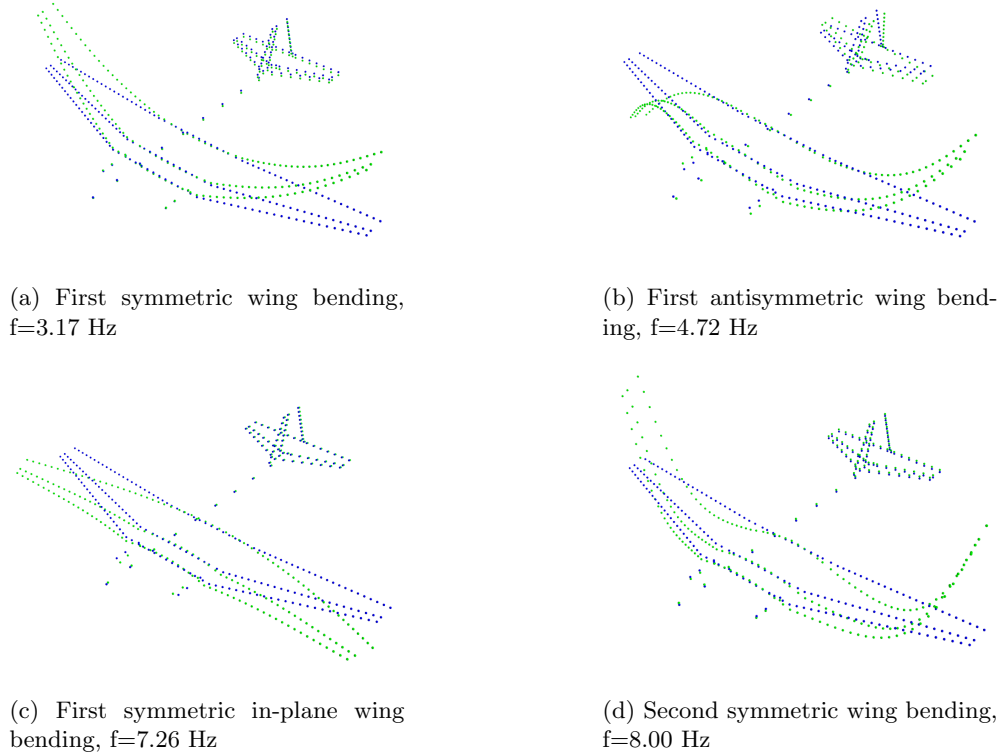 (a) First symmetric wing bending,
f=3.17 Hz
(b) First antisymmetric wing bend-
ing, f=4.72 Hz
(c) First symmetric in-plane wing
bending, f=7.26 Hz
(d) Second symmetric wing bending,
f=8.00 Hz